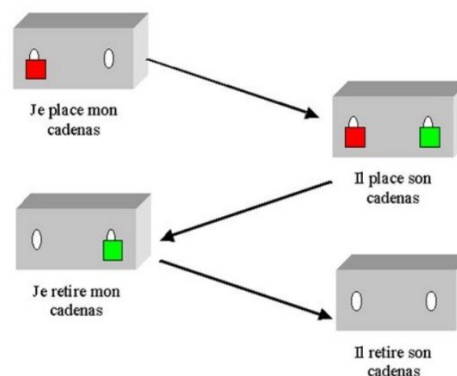 Je place mon
cadenas
Il place son
cadenas
Je retire mon
cadenas
Il retire son
cadenas